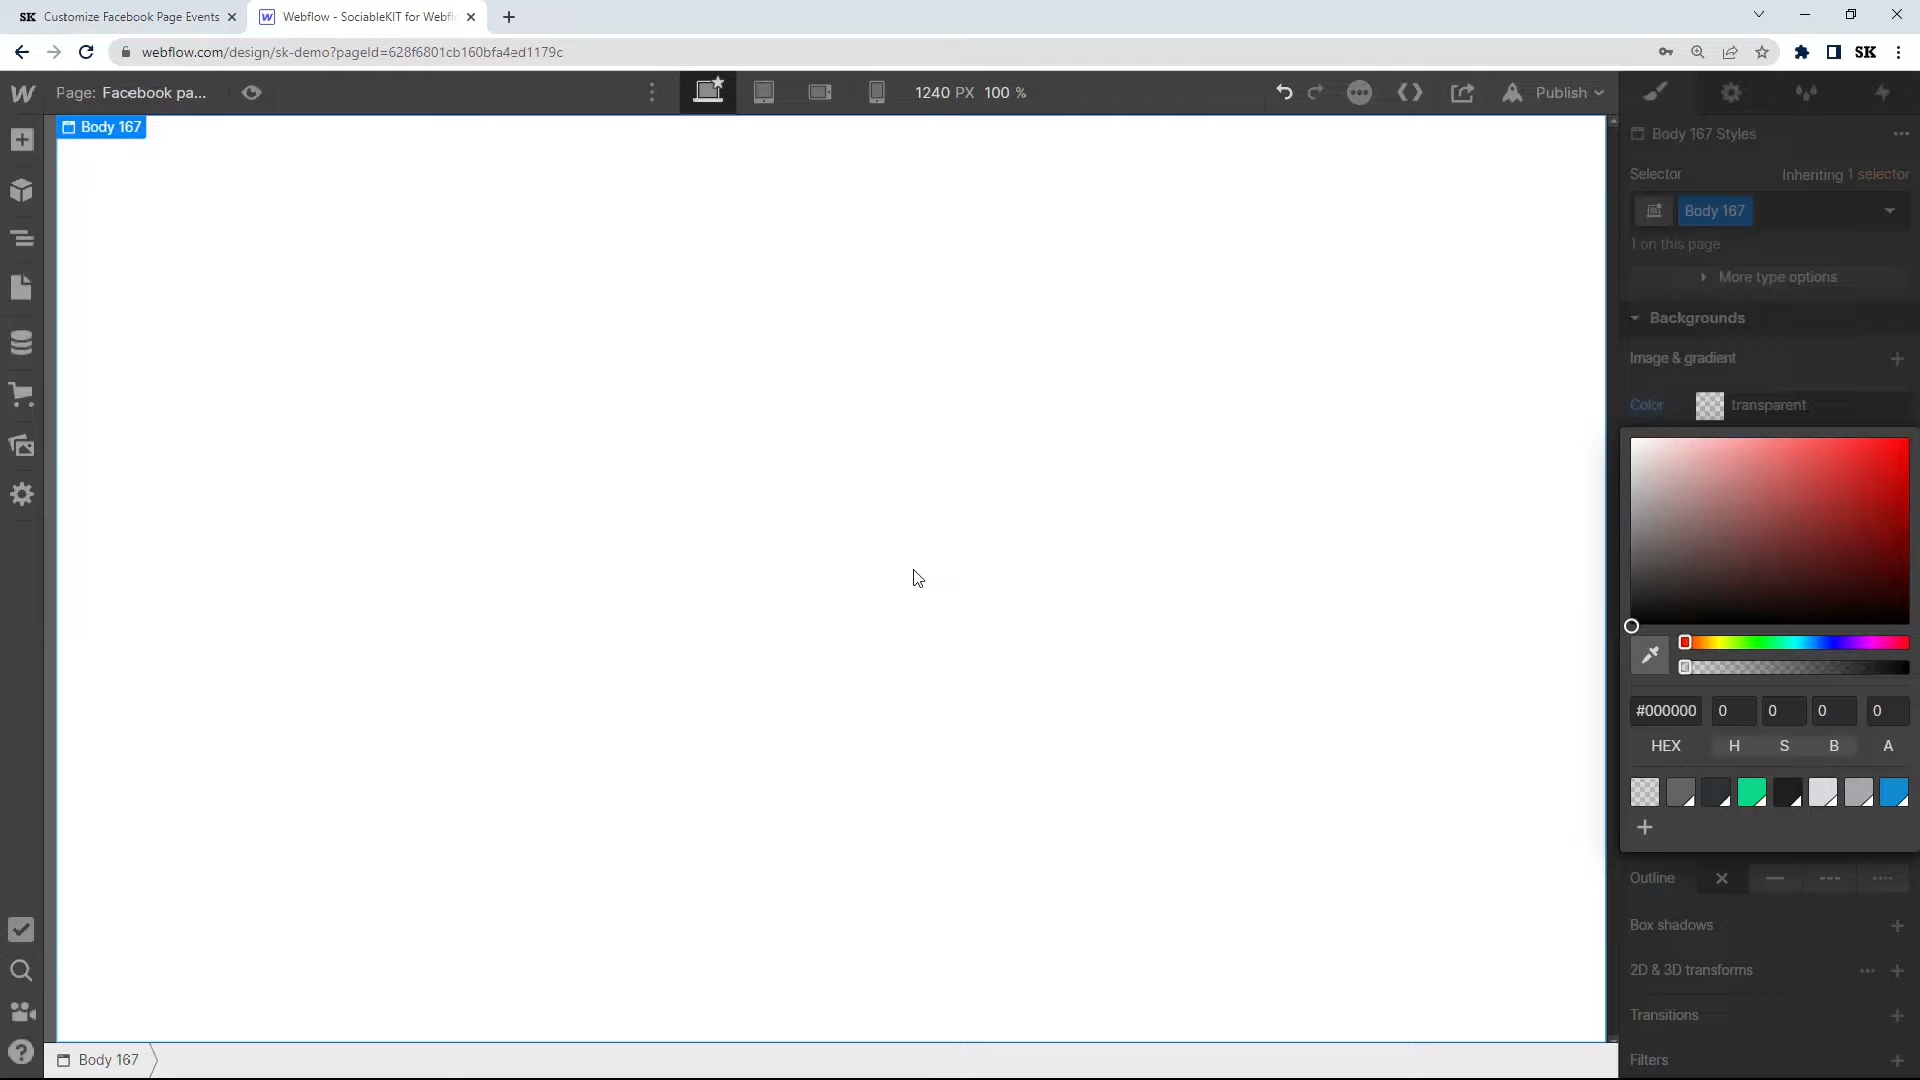 SK Customize Facebook Page Events
Webflow - SociableKIT for Webfl
webflow.com/design/sk-demo?pageId=628f6801cb160bfa4ed1179c
SK
Page: Facebook pa...
1240 PX 100 %
Publish
Body 167
Body 167 Styles
Selector
Inheriting 1 selector
Body 167
1 on this page
More type options
Backgrounds
Image & gradient
Color
transparent
#000000 0 0 0 0
HEX H S B A
Outline
Box shadows
2D & 3D transforms
Transitions
Filters
Body 167